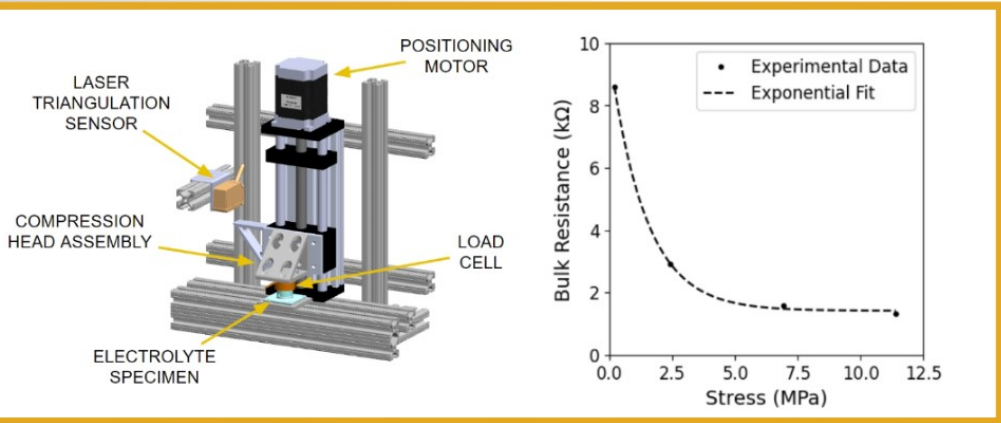 POSITIONING
MOTOR
LASER
TRIANGULATION
SENSOR
COMPRESSION
HEAD ASSEMBLY
LOAD
CELL
ELECTROLYTE
SPECIMEN
Experimental Data
Exponential Fit
Bulk Resistance (kΩ)
10
8
6
4
2
0
0.0 2.5 5.0 7.5 10.0 12.5
Stress (MPa)